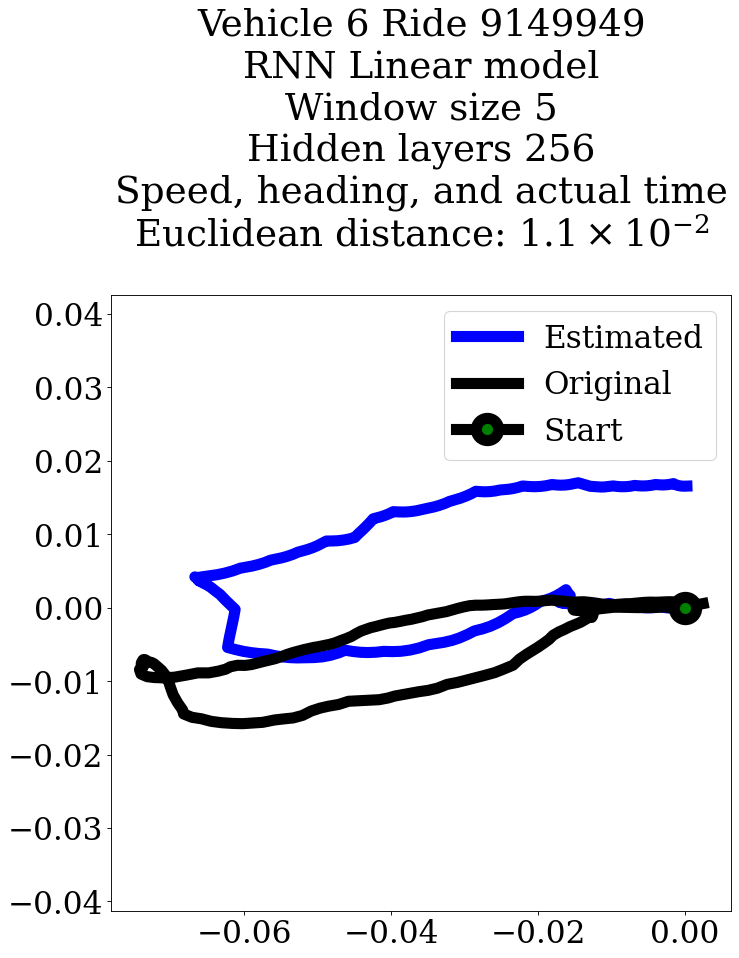 Vehicle 6 Ride 9149949
RNN Linear model
Window size 5
Hidden layers 256
Speed, heading, and actual time
Euclidean distance: 1.1 × 10⁻²
Estimated
Original
Start
0.04
0.03
0.02
0.01
0.00
−0.01
−0.02
−0.03
−0.04
−0.06
−0.04
−0.02
0.00